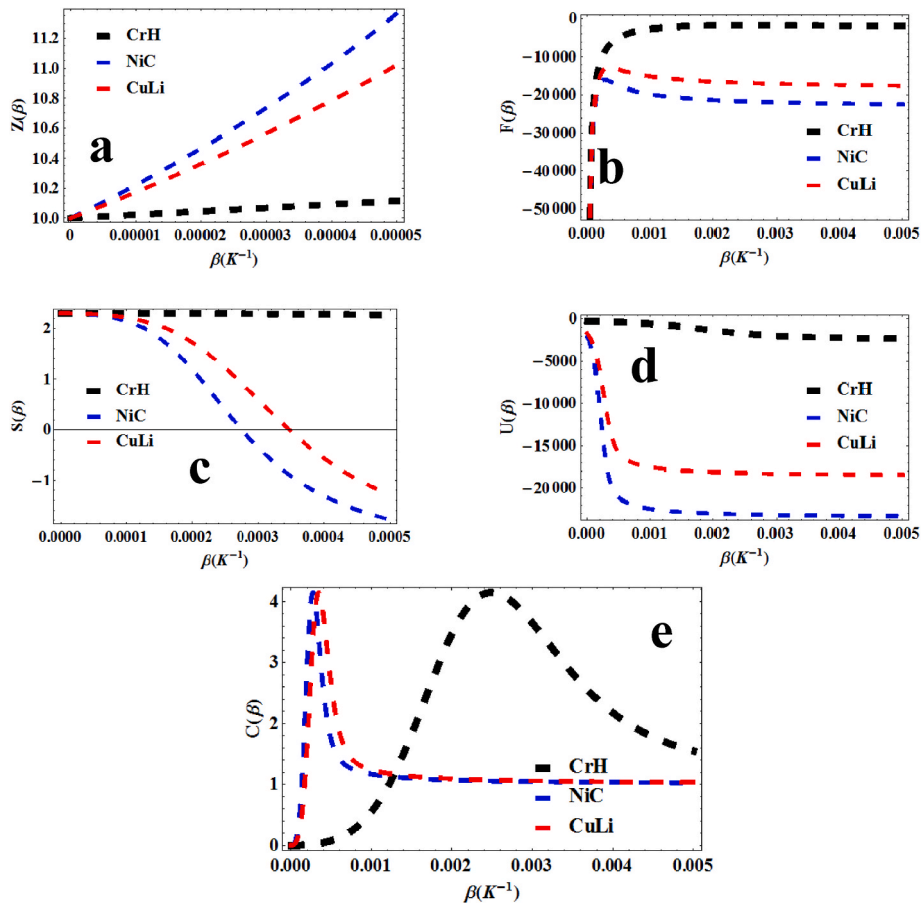 11.2
11.0
10.8
10.6
10.4
10.2
10.0
Z(β)
a
CrH
NiC
CuLi
0 0.00001 0.00002 0.00003 0.00004 0.00005
β(K⁻¹)
0
−10 000
−20 000
−30 000
−40 000
−50 000
F(β)
b
CrH
NiC
CuLi
0.000 0.001 0.002 0.003 0.004 0.005
β(K⁻¹)
2
1
0
−1
S(β)
CrH
NiC
CuLi
c
0.0000 0.0001 0.0002 0.0003 0.0004 0.0005
β(K⁻¹)
0
−5000
−10 000
−15 000
−20 000
U(β)
d
CrH
NiC
CuLi
0.000 0.001 0.002 0.003 0.004 0.005
β(K⁻¹)
4
3
2
1
0
C(β)
e
CrH
NiC
CuLi
0.000 0.001 0.002 0.003 0.004 0.005
β(K⁻¹)